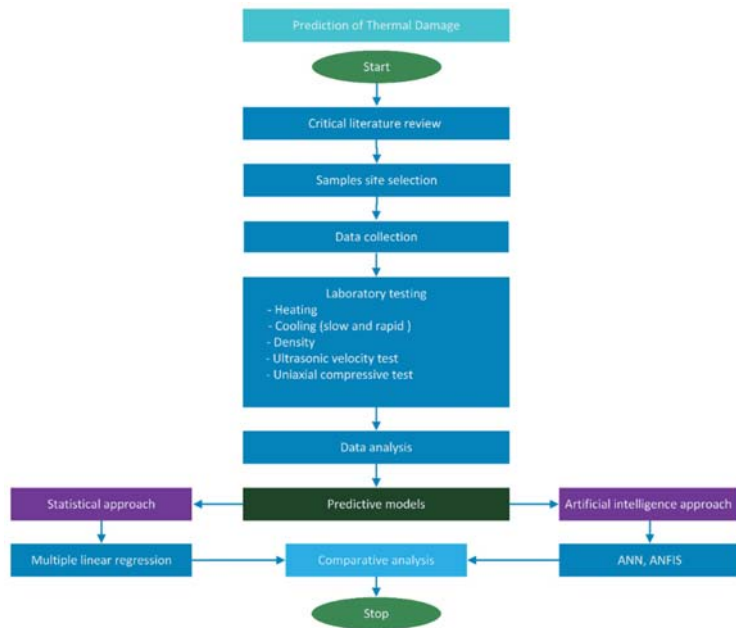 Prediction of Thermal Damage
Start
Critical literature review
Samples site selection
Data collection
Laboratory testing
- Heating
- Cooling (slow and rapid )
- Density
- Ultrasonic velocity test
- Uniaxial compressive test
Data analysis
Statistical approach
Predictive models
Artificial intelligence approach
Multiple linear regression
Comparative analysis
ANN, ANFIS
Stop